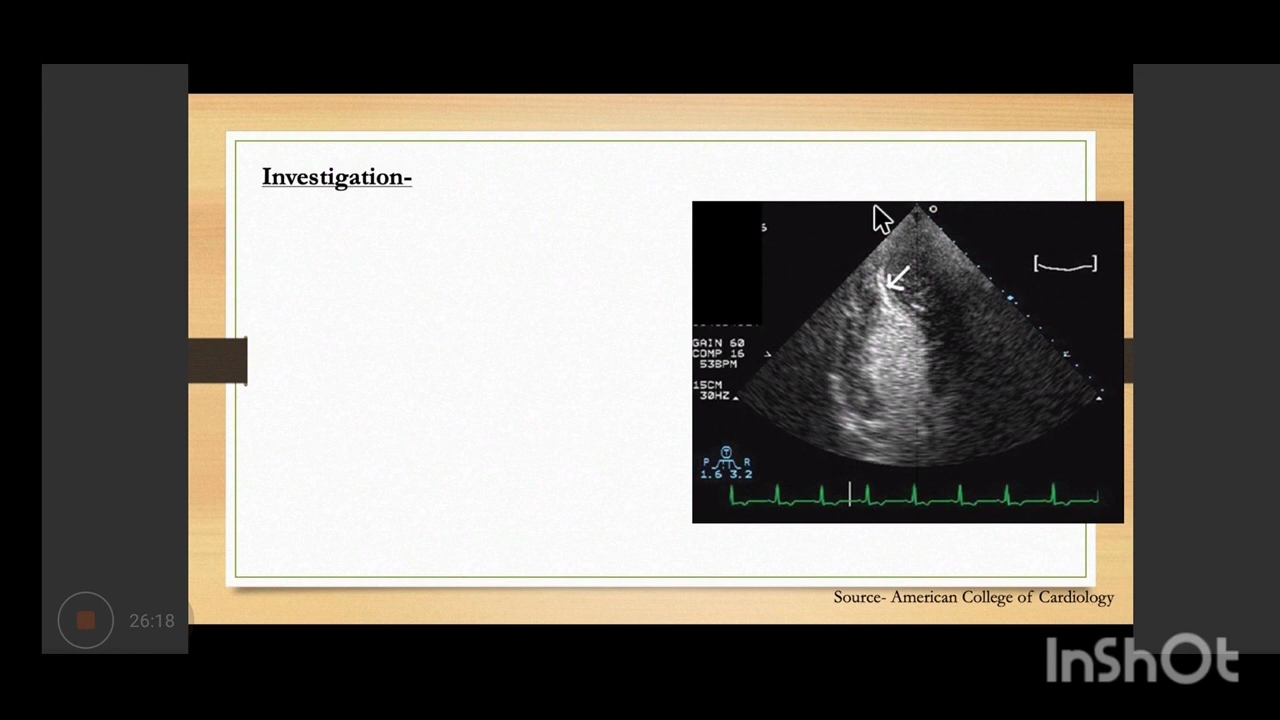 Investigation-
S
GAIN 60
COMP 16
53BPM
15CM
30HZ
T
P R
1.6 3.2
Source- American College of Cardiology
26:18
InShOt